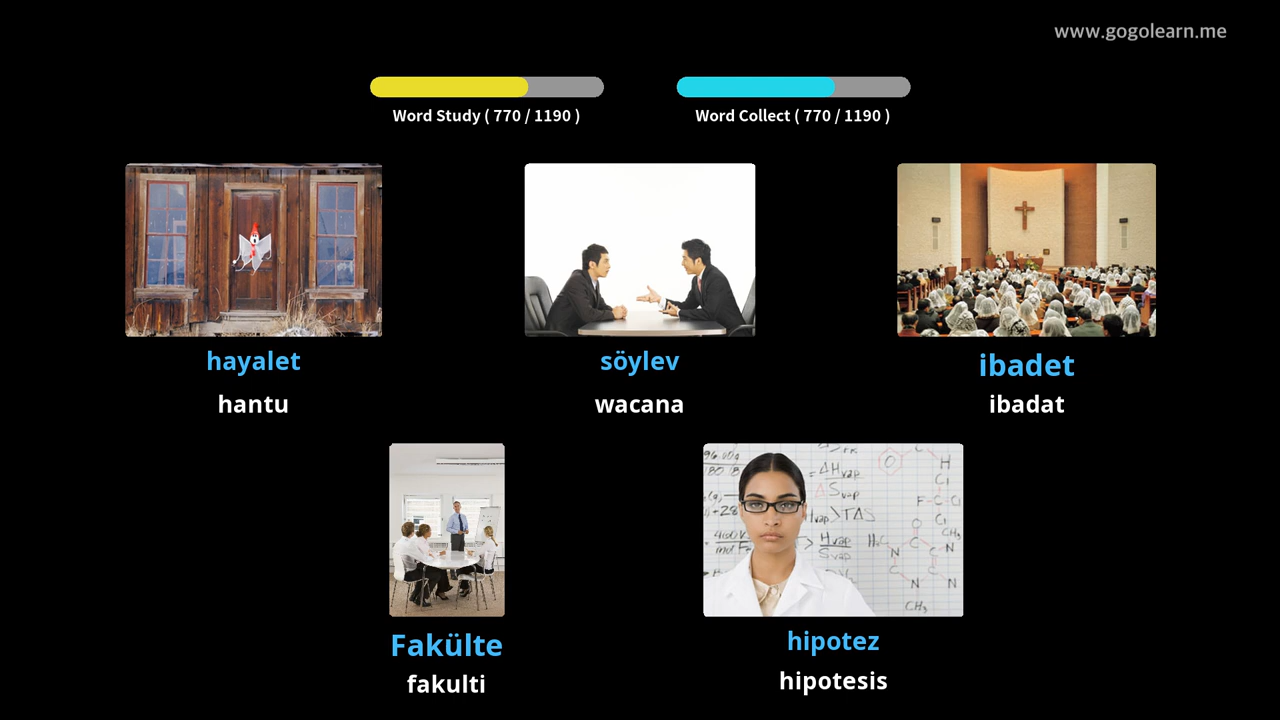 www.gogolearn.me
Word Study ( 770 / 1190 )
Word Collect ( 770 / 1190 )
hayalet
hantu
söylev
wacana
ibadet
ibadat
Fakülte
fakulti
hipotez
hipotesis